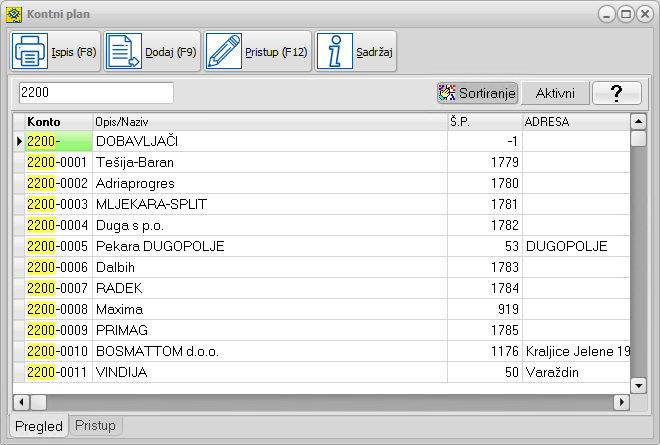 Kontni plan
Ispis (F8) Dodaj (F9) Pristup (F12) Sadržaj
2200 Sortiranje Aktivni ?
Konto Opis/Naziv Š.P. ADRESA
2200- DOBAVLJAČI -1
2200-0001 Tešija-Baran 1779
2200-0002 Adriaprogres 1780
2200-0003 MLJEKARA-SPLIT 1781
2200-0004 Duga s p.o. 1782
2200-0005 Pekara DUGOPOLJE 53 DUGOPOLJE
2200-0006 Dalbih 1783
2200-0007 RADEK 1784
2200-0008 Maxima 919
2200-0009 PRIMAG 1785
2200-0010 BOSMATTOM d.o.o. 1176 Kraljice Jelene 19
2200-0011 VINDIJA 50 Varaždin
Pregled Pristup